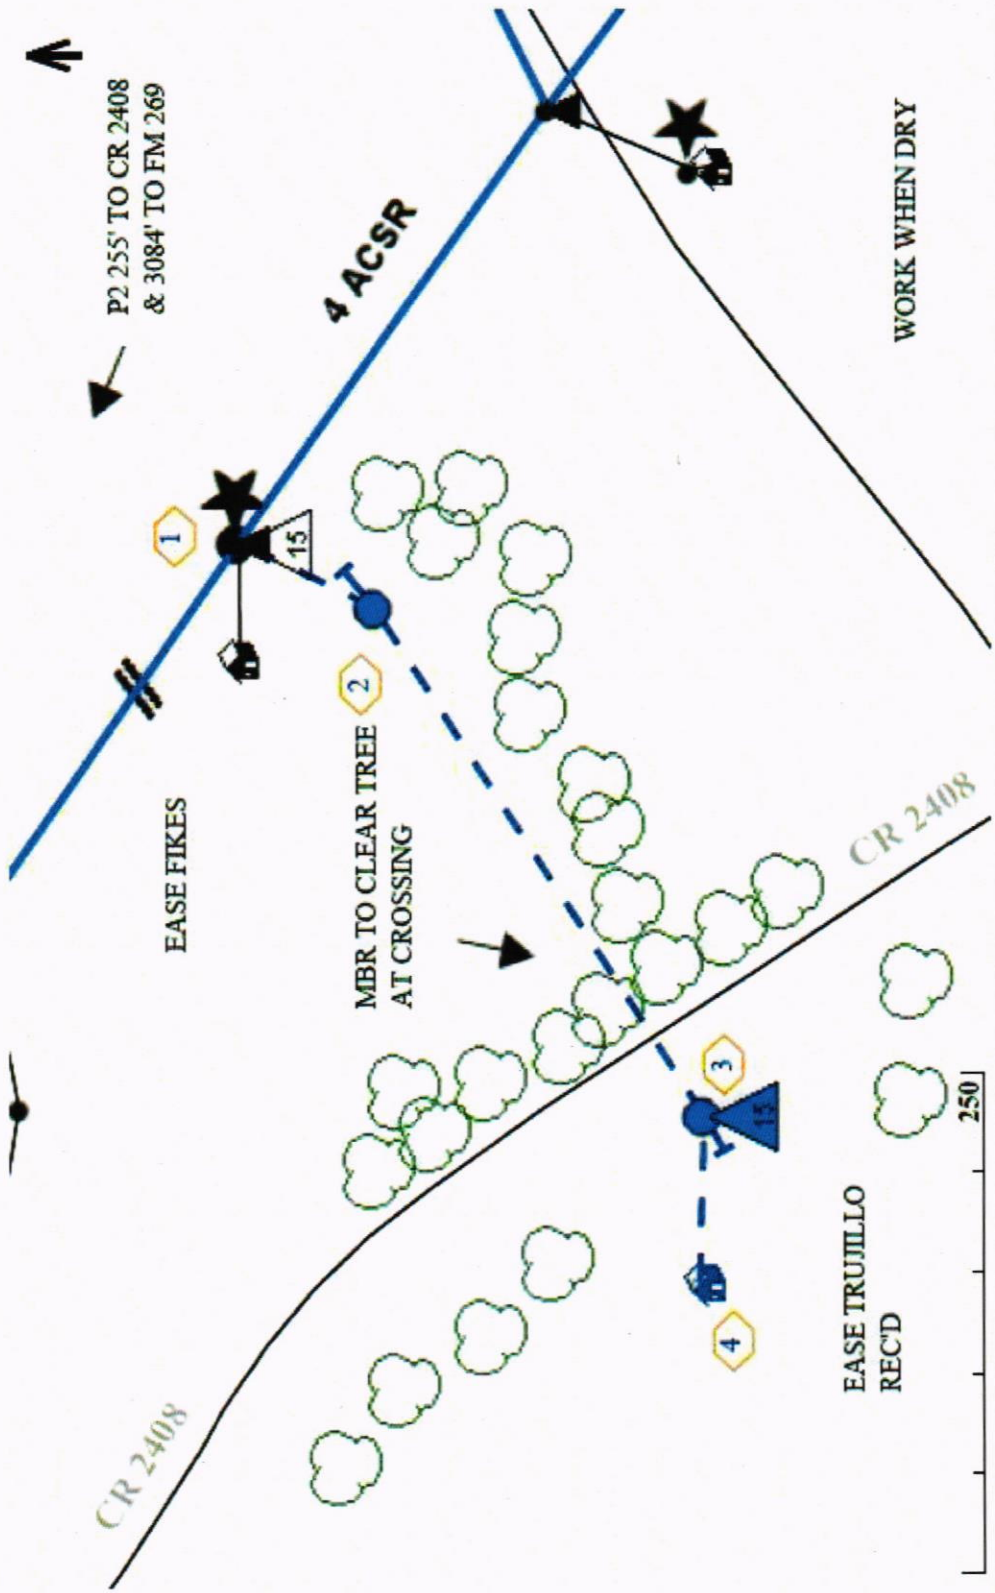 P2 255' TO CR 2408
& 3084' TO FM 269
4 ACSR
1
15
EASE FIKES
2
MBR TO CLEAR TREE
AT CROSSING
WORK WHEN DRY
CR 2408
CR 2408
3
15
4
EASE TRUJILLO
REC'D
250